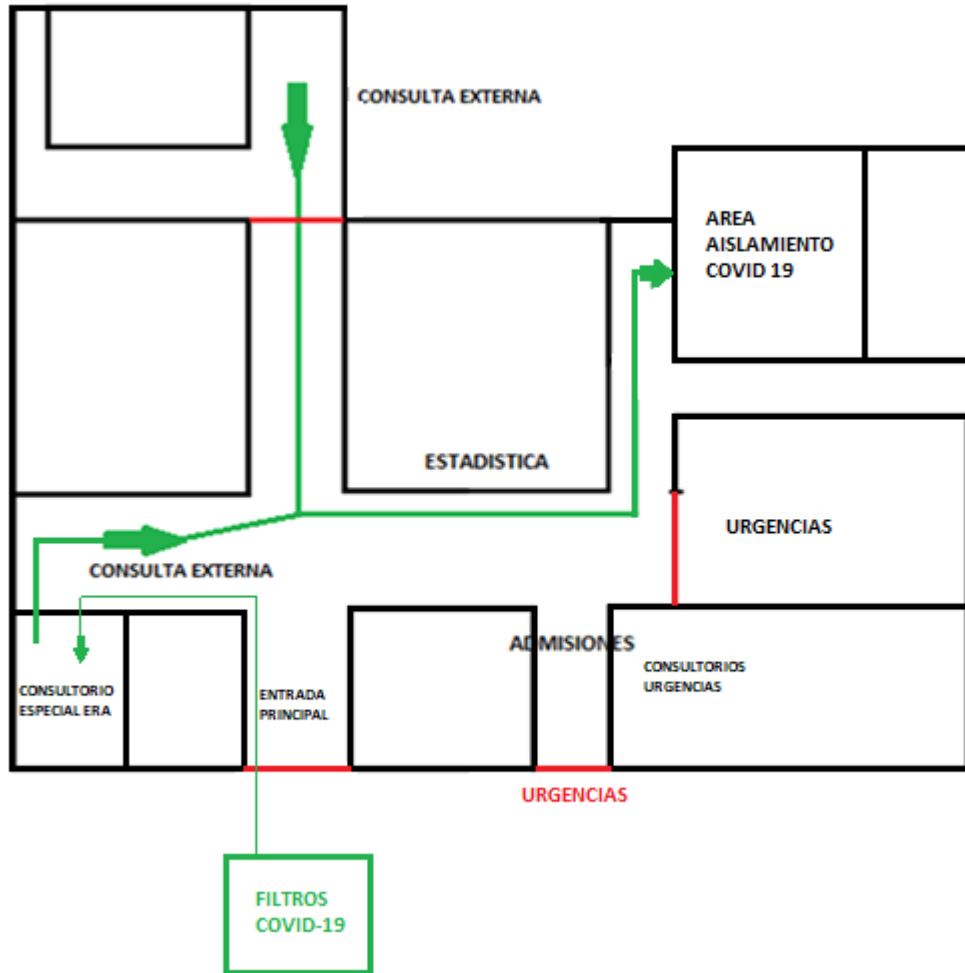 CONSULTA EXTERNA
AREA
AISLAMIENTO
COVID 19
ESTADISTICA
URGENCIAS
CONSULTA EXTERNA
ADMISIONES
CONSULTORIOS
URGENCIAS
CONSULTORIO
ESPECIAL ERA
ENTRADA
PRINCIPAL
URGENCIAS
FILTROS
COVID-19